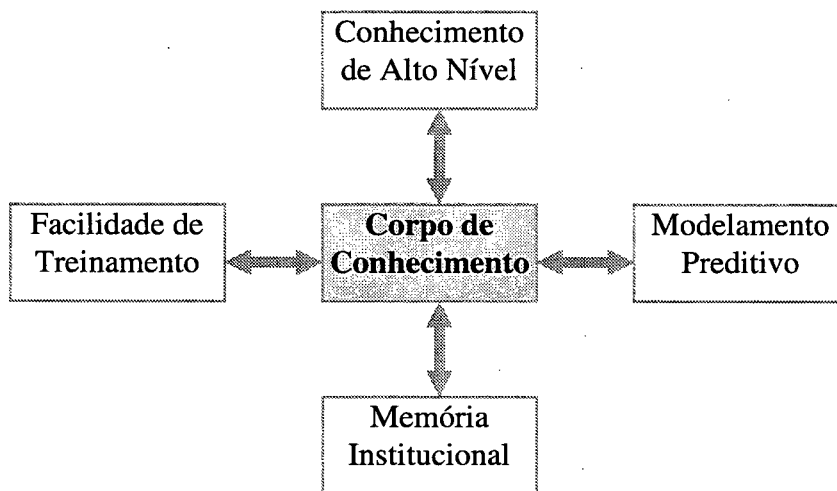 Conhecimento
de Alto Nível
Facilidade de
Treinamento
Corpo de
Conhecimento
Modelamento
Preditivo
Memória
Institucional